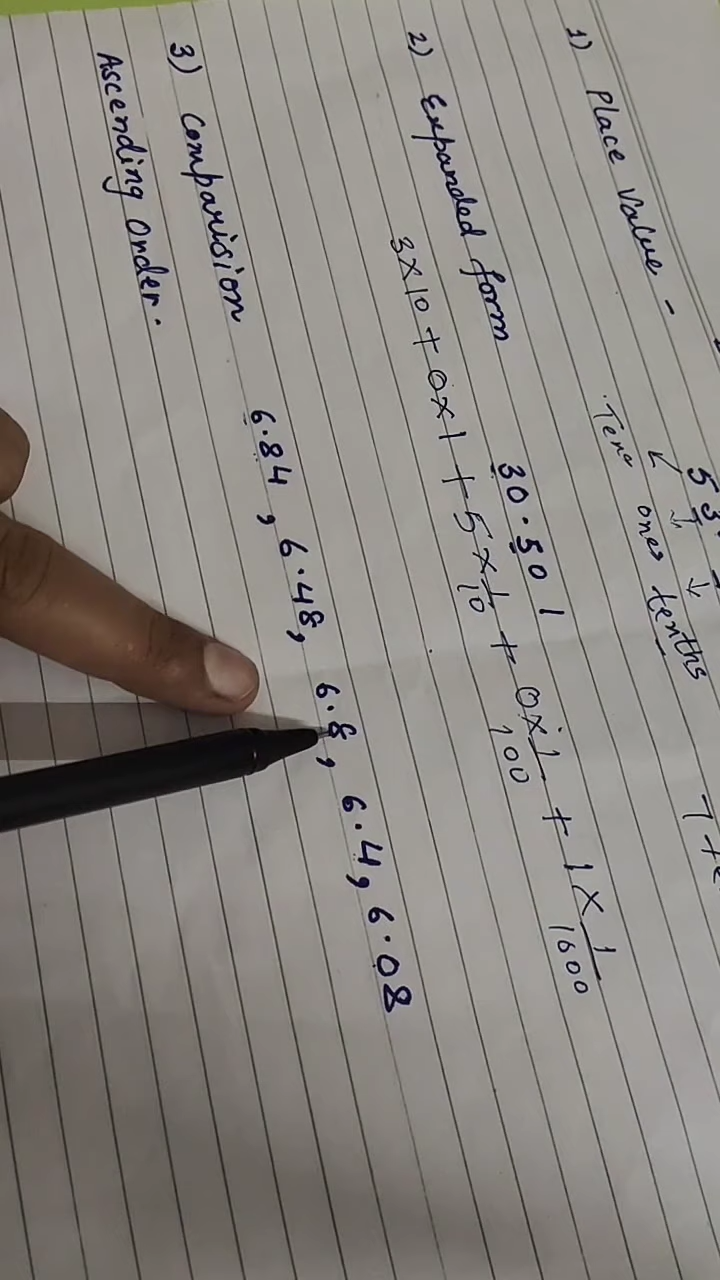 1) Place Value -
53.
Tens ones tenths
2) Expanded form 30.501
3×10 + 0×1 + 5×1/10 + 0×1/100 + 1×1/1000
3) Comparision 6.84, 6.48, 6.8, 6.4, 6.08
Ascending Order.